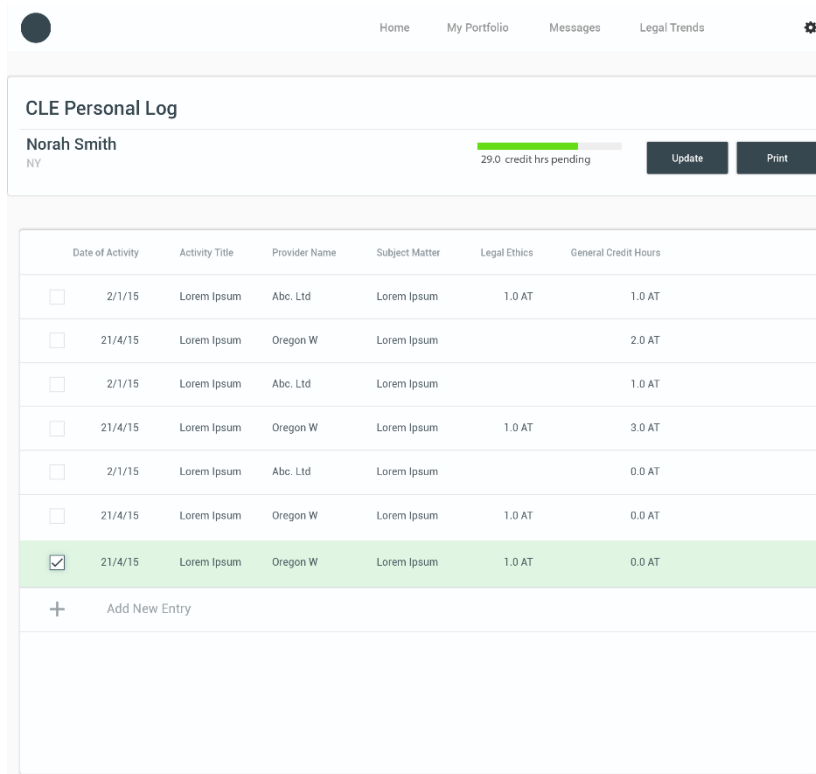 Home My Portfolio Messages Legal Trends
CLE Personal Log
Norah Smith
NY
29.0 credit hrs pending
Update Print
Date of Activity Activity Title Provider Name Subject Matter Legal Ethics General Credit Hours
2/1/15 Lorem Ipsum Abc. Ltd Lorem Ipsum 1.0 AT 1.0 AT
21/4/15 Lorem Ipsum Oregon W Lorem Ipsum 2.0 AT
2/1/15 Lorem Ipsum Abc. Ltd Lorem Ipsum 1.0 AT
21/4/15 Lorem Ipsum Oregon W Lorem Ipsum 1.0 AT 3.0 AT
2/1/15 Lorem Ipsum Abc. Ltd Lorem Ipsum 0.0 AT
21/4/15 Lorem Ipsum Oregon W Lorem Ipsum 1.0 AT 0.0 AT
21/4/15 Lorem Ipsum Oregon W Lorem Ipsum 1.0 AT 0.0 AT
Add New Entry